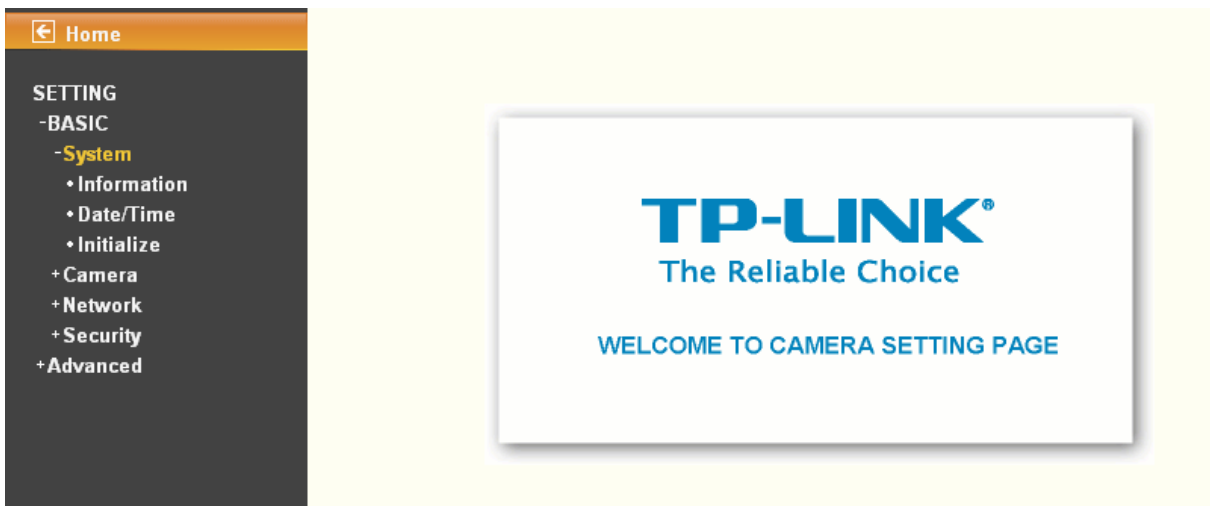 Home
SETTING
-BASIC
-System
•Information
•Date/Time
•Initialize
+Camera
+Network
+Security
+Advanced
TP-LINK®
The Reliable Choice
WELCOME TO CAMERA SETTING PAGE